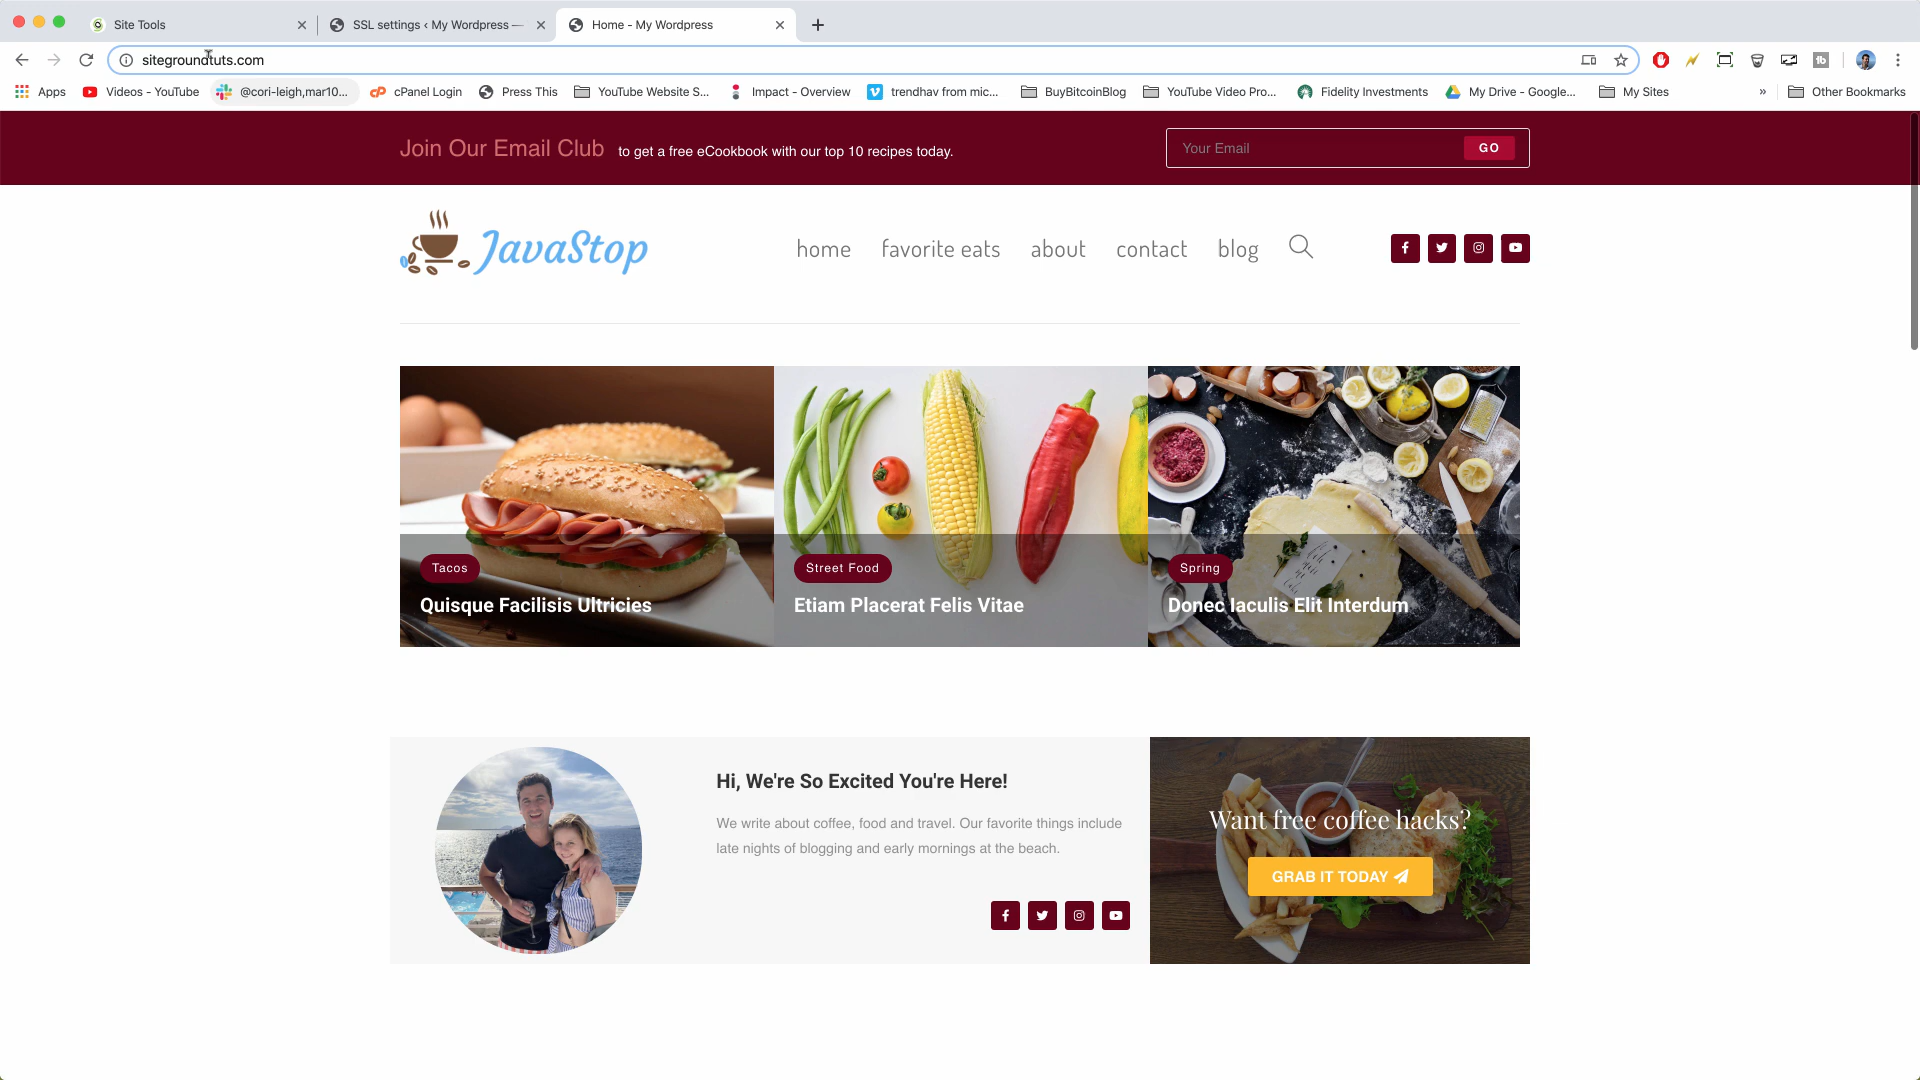 Site Tools
SSL settings ‹ My Wordpress —
Home - My Wordpress
sitegroundtuts.com
Apps
Videos - YouTube
@cori-leigh,mar10...
cPanel Login
Press This
YouTube Website S...
Impact - Overview
trendhav from mic...
BuyBitcoinBlog
YouTube Video Pro...
Fidelity Investments
My Drive - Google...
My Sites
»
Other Bookmarks
Join Our Email Club to get a free eCookbook with our top 10 recipes today.
Your Email
GO
JavaStop
home
favorite eats
about
contact
blog
Tacos
Quisque Facilisis Ultricies
Street Food
Etiam Placerat Felis Vitae
Spring
Donec Iaculis Elit Interdum
Hi, We're So Excited You're Here!
We write about coffee, food and travel. Our favorite things include
late nights of blogging and early mornings at the beach.
Want free coffee hacks?
GRAB IT TODAY